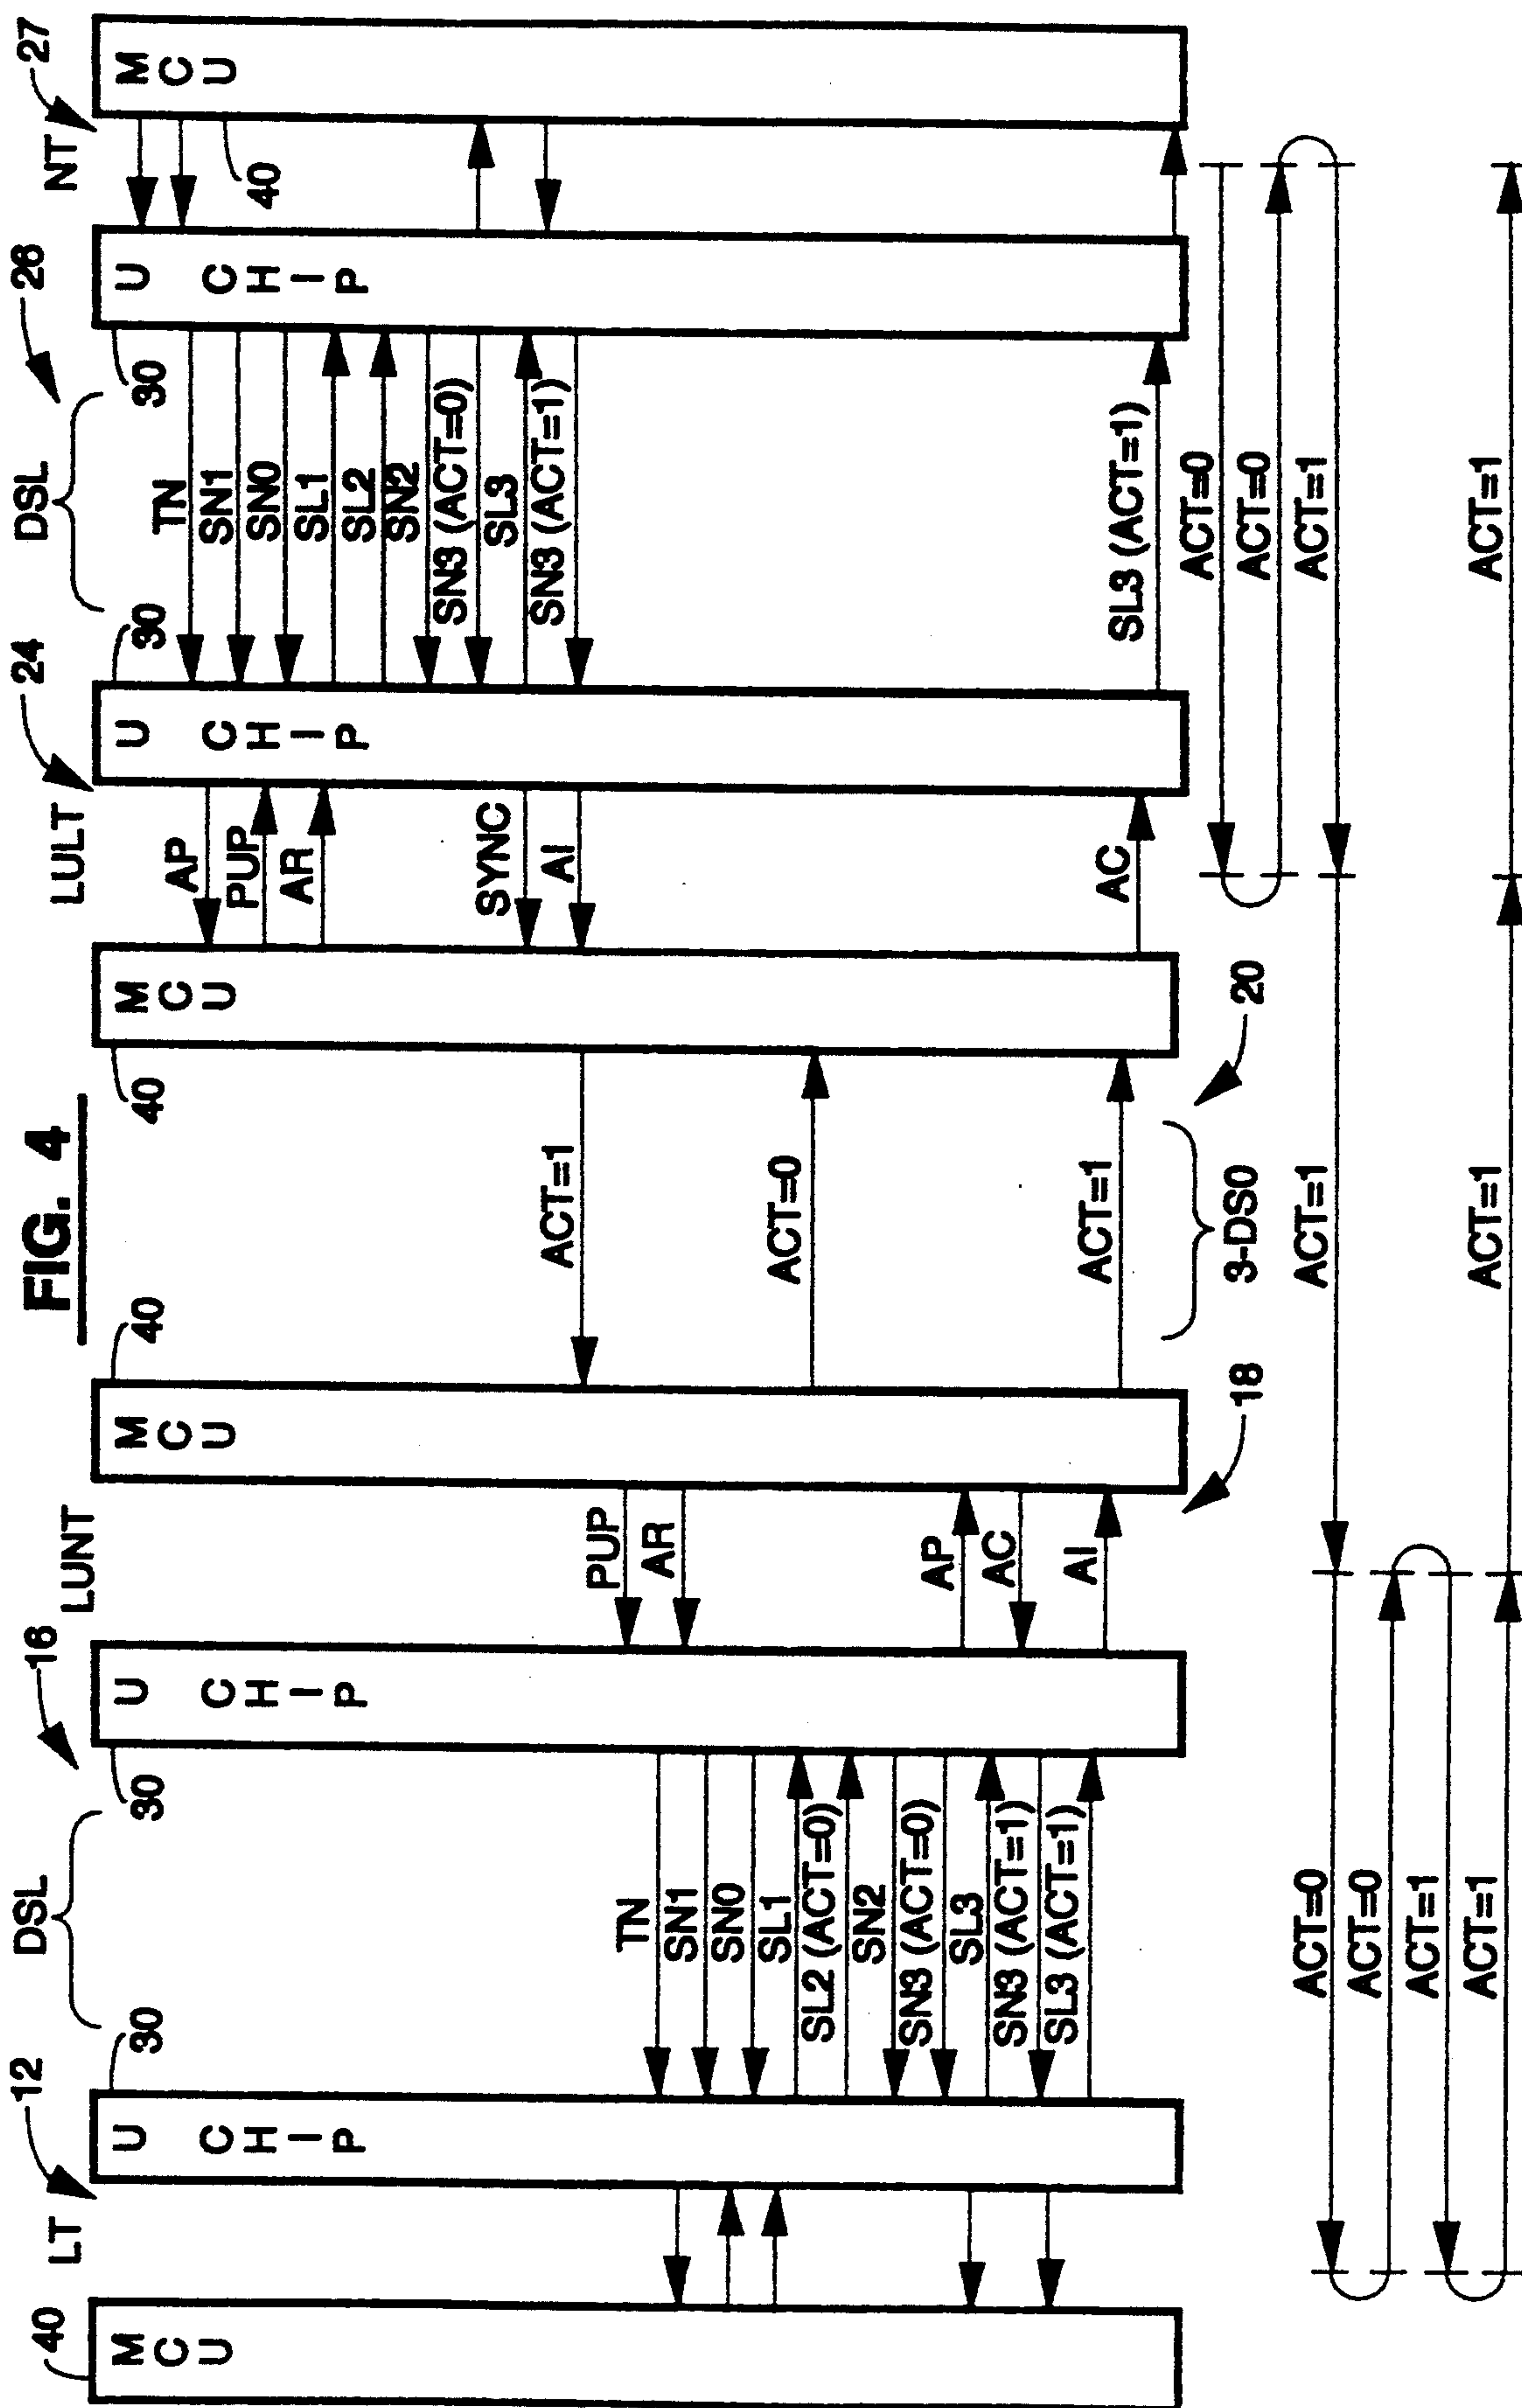 FIG. 4
40
LT
12
30
DSL
30
16
LUNT
40
40
LULT
24
30
DSL
30
26
NT
27
40
MCU
U CHIP
U CHIP
MCU
MCU
U CHIP
U CHIP
MCU
TN
SN1
SN0
SL1
SL2 (ACT=0)
SN2
SN3 (ACT=0)
SL3
SN3 (ACT=1)
SL3 (ACT=1)
PUP
AR
AP
AC
AI
18
ACT=1
ACT=0
ACT=1
3-DS0
20
AP
PUP
AR
SYNC
AI
AC
TN
SN1
SN0
SL1
SL2
SN2
SN3 (ACT=0)
SL3
SN3 (ACT=1)
SL3 (ACT=1)
ACT=0
ACT=0
ACT=1
ACT=1
ACT=0
ACT=0
ACT=1
ACT=1
ACT=1
ACT=1